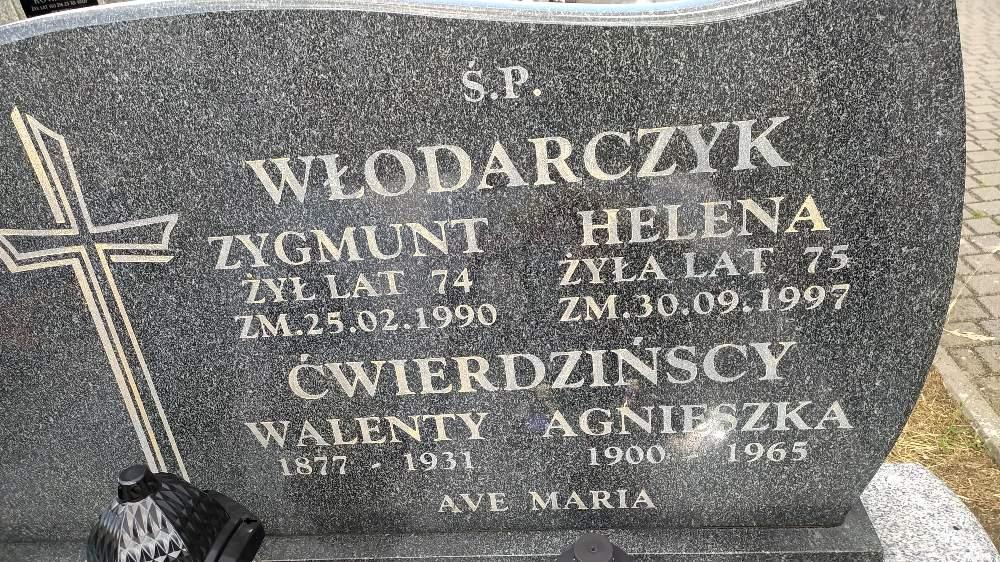 Ś.P.
WŁODARCZYK
ZYGMUNT HELENA
ŻYŁ LAT 74 ŻYŁA LAT 75
ZM.25.02.1990 ZM.30.09.1997
ĆWIERDZIŃSCY
WALENTY AGNIESZKA
1877 - 1931 1900 - 1965
AVE MARIA